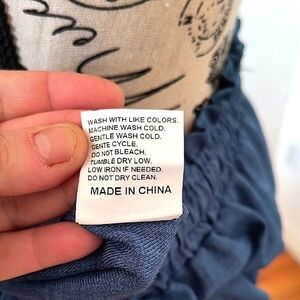 WASH WITH LIKE COLORS.
MACHINE WASH COLD.
GENTLE WASH COLD.
GENTE CYCLE.
DO NOT BLEACH.
TUMBLE DRY LOW.
LOW IRON IF NEEDED.
DO NOT DRY CLEAN.
MADE IN CHINA